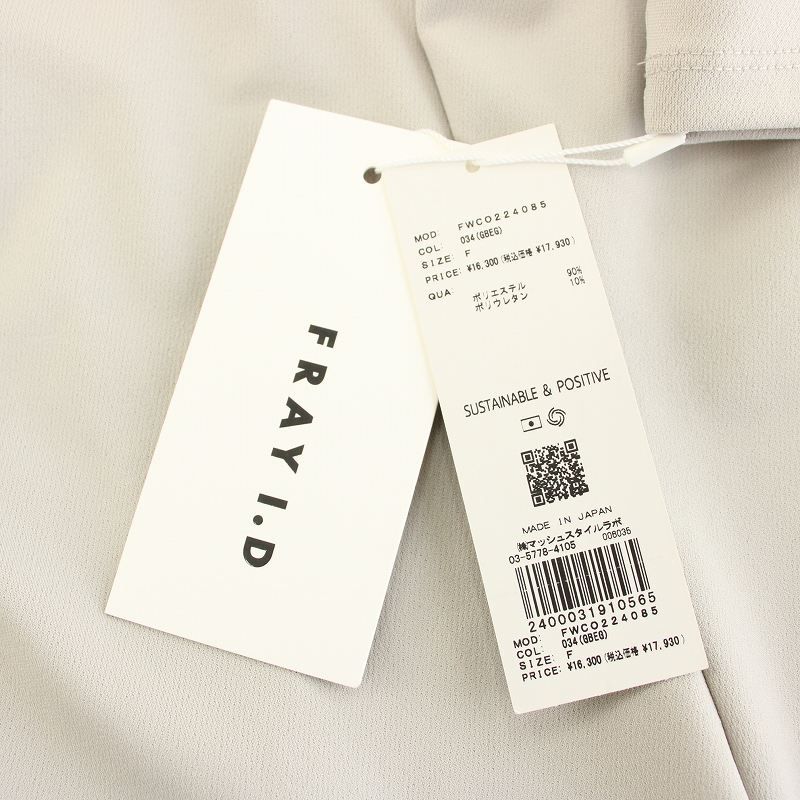 FRAY I.D
MOD: FWCO224085
COL: 034(GBEG)
SIZE: F
PRICE: ¥16,300(税込価格 ¥17,930)
QUA: ポリエステル 90%
ポリウレタン 10%
SUSTAINABLE & POSITIVE
MADE IN JAPAN
㈱マッシュスタイルラボ
03-5778-4105 006035
2400031910565
MOD: FWCO224085
COL: 034(GBEG)
SIZE: F
PRICE: ¥16,300(税込価格 ¥17,930)